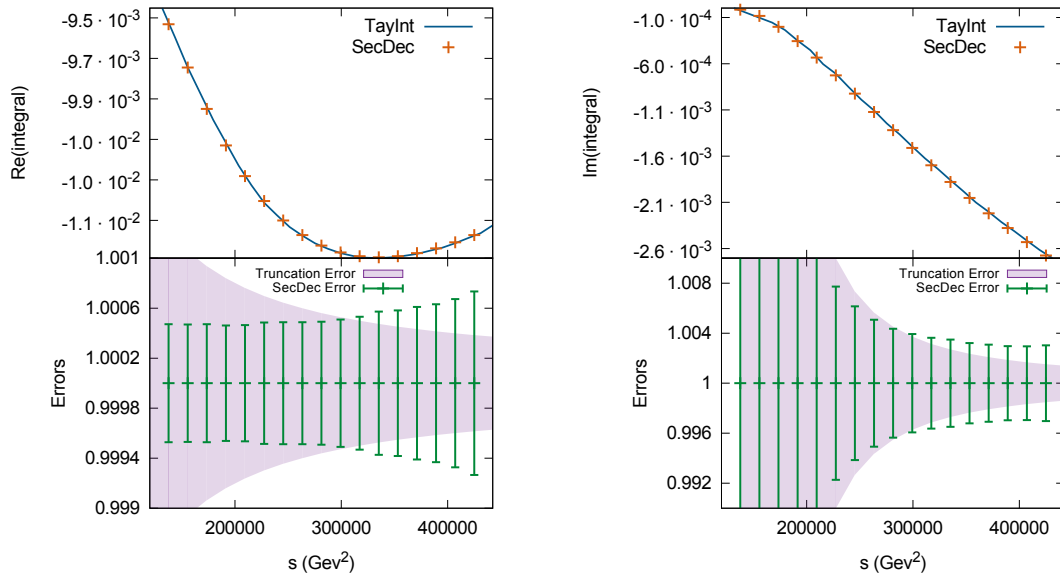 -9.5 · 10⁻³
-9.7 · 10⁻³
-9.9 · 10⁻³
-1.0 · 10⁻²
-1.0 · 10⁻²
-1.1 · 10⁻²
Re(integral)
TayInt
SecDec
1.001
1.0006
1.0002
0.9998
0.9994
0.999
Errors
Truncation Error
SecDec Error
200000 300000 400000
s (Gev²)
-1.0 · 10⁻⁴
-6.0 · 10⁻⁴
-1.1 · 10⁻³
-1.6 · 10⁻³
-2.1 · 10⁻³
-2.6 · 10⁻³
Im(integral)
TayInt
SecDec
1.008
1.004
1
0.996
0.992
Errors
Truncation Error
SecDec Error
200000 300000 400000
s (Gev²)